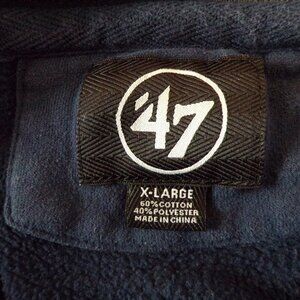 '47
X-LARGE
60% COTTON
40% POLYESTER
MADE IN CHINA